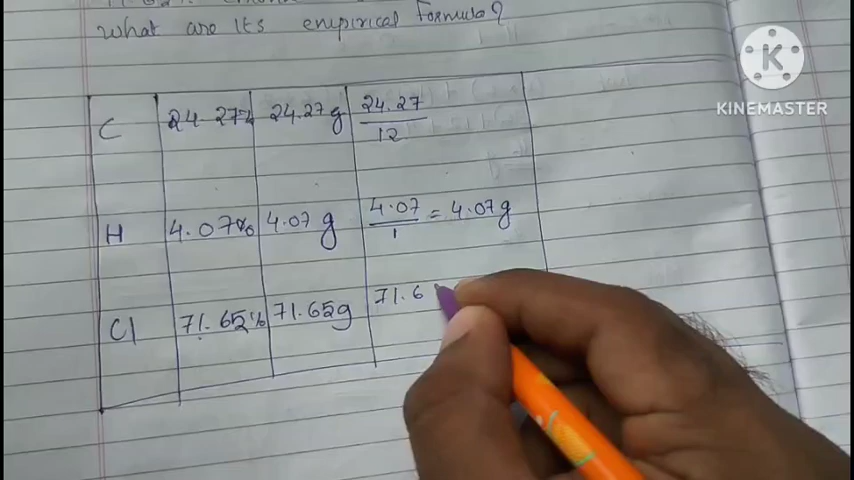 what are its empirical Formula?
C 24.27% 24.27g 24.27/12
H 4.07% 4.07 g 4.07/1 = 4.07g
Cl 71.65% 71.65g 71.6
K
KINEMASTER